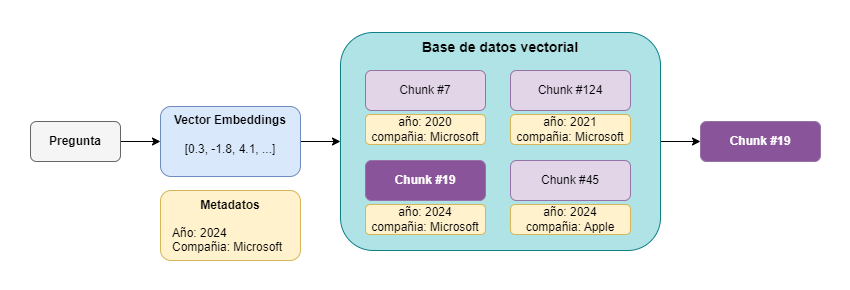 Pregunta
Vector Embeddings
[0.3, -1.8, 4.1, ...]
Metadatos
Año: 2024
Compañia: Microsoft
Base de datos vectorial
Chunk #7
año: 2020
compañia: Microsoft
Chunk #124
año: 2021
compañia: Microsoft
Chunk #19
año: 2024
compañia: Microsoft
Chunk #45
año: 2024
compañia: Apple
Chunk #19